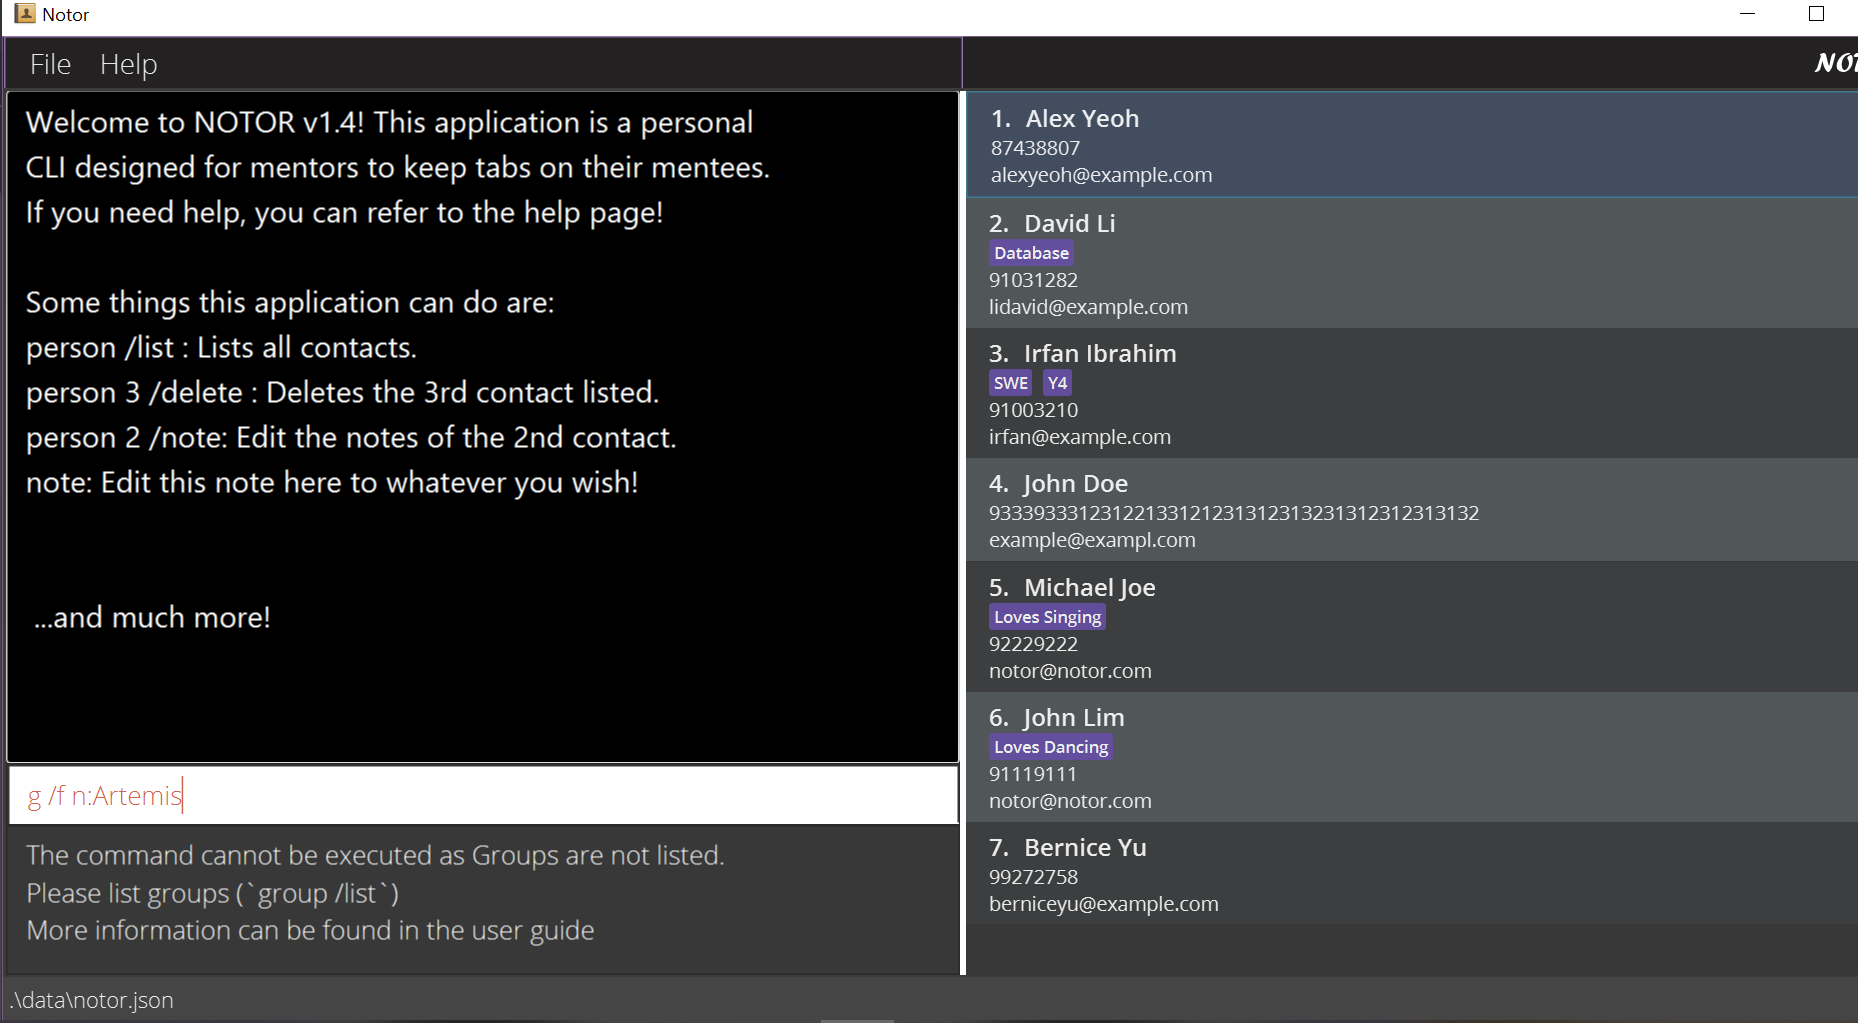 Notor
File Help
Welcome to NOTOR v1.4! This application is a personal
CLI designed for mentors to keep tabs on their mentees.
If you need help, you can refer to the help page!
Some things this application can do are:
person /list : Lists all contacts.
person 3 /delete : Deletes the 3rd contact listed.
person 2 /note: Edit the notes of the 2nd contact.
note: Edit this note here to whatever you wish!
...and much more!
g /f n:Artemis
The command cannot be executed as Groups are not listed.
Please list groups (`group /list`)
More information can be found in the user guide
.\data\notor.json
1. Alex Yeoh
87438807
alexyeoh@example.com
2. David Li
Database
91031282
lidavid@example.com
3. Irfan Ibrahim
SWE Y4
91003210
irfan@example.com
4. John Doe
9333933312312213312123131231323131231231313132
example@exampl.com
5. Michael Joe
Loves Singing
92229222
notor@notor.com
6. John Lim
Loves Dancing
91119111
notor@notor.com
7. Bernice Yu
99272758
berniceyu@example.com